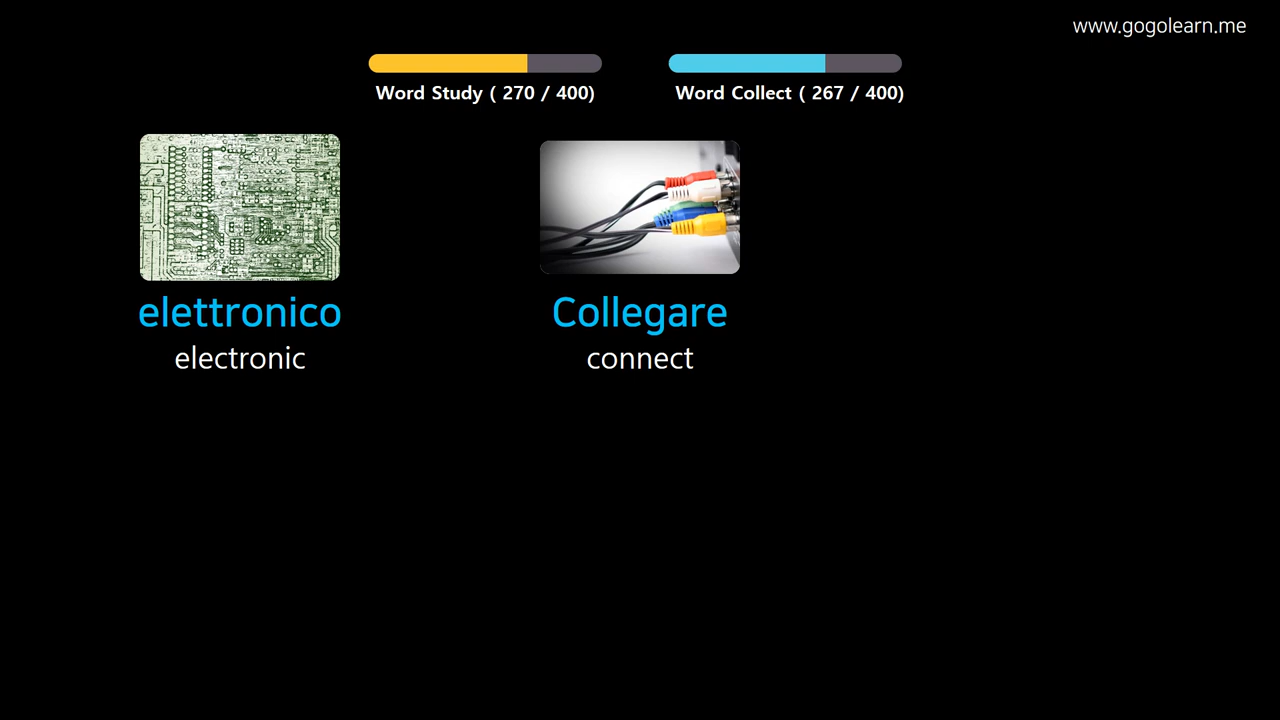 www.gogolearn.me
Word Study ( 270 / 400)
Word Collect ( 267 / 400)
elettronico
electronic
Collegare
connect